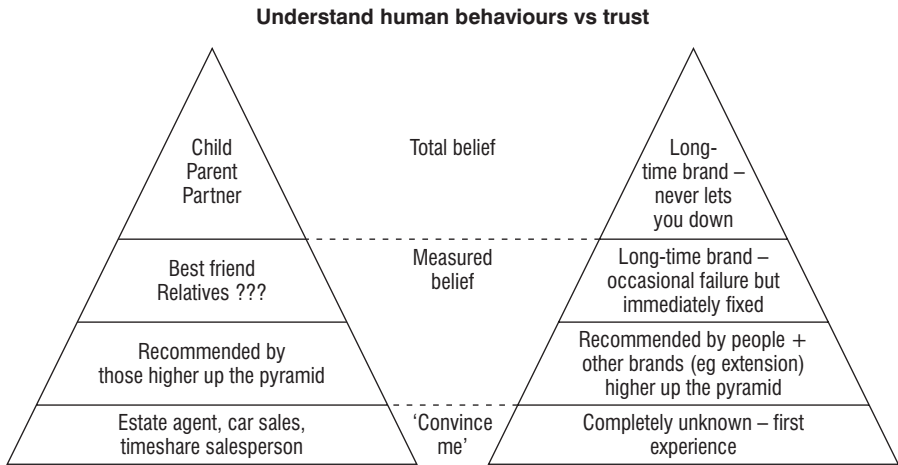 Understand human behaviours vs trust
Child
Parent
Partner
Total belief
Long-
time brand –
never lets
you down
Best friend
Relatives ???
Measured
belief
Long-time brand –
occasional failure but
immediately fixed
Recommended by
those higher up the pyramid
Recommended by people +
other brands (eg extension)
higher up the pyramid
Estate agent, car sales,
timeshare salesperson
‘Convince
me’
Completely unknown – first
experience